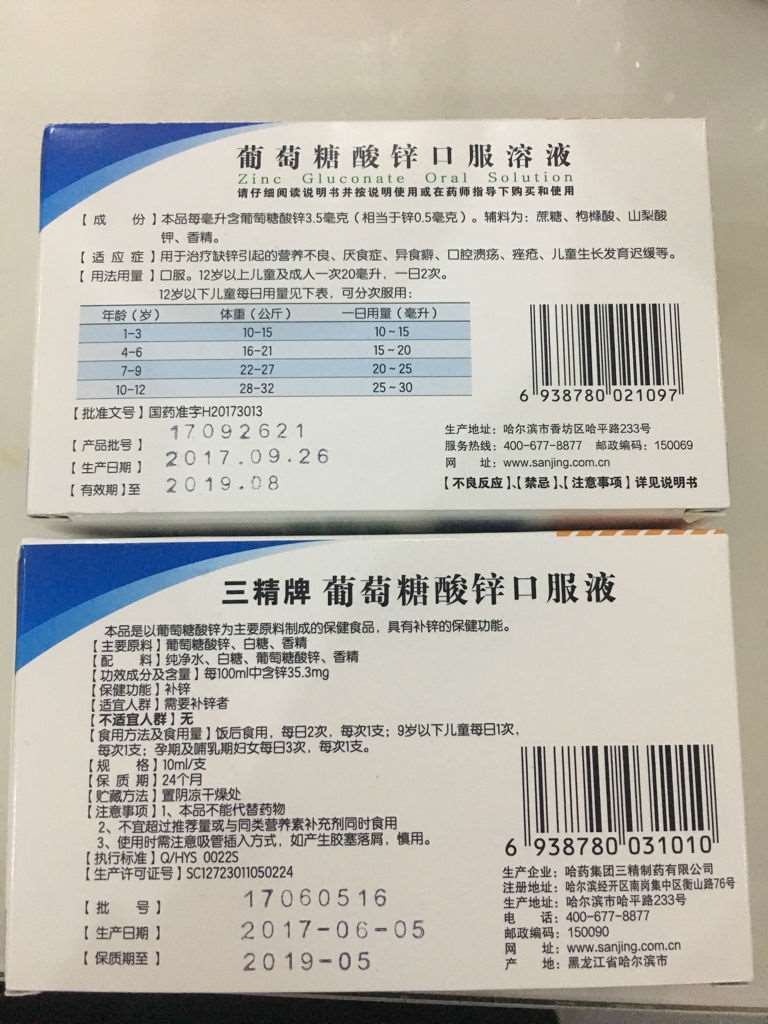 葡萄糖酸锌口服溶液
Zinc Gluconate Oral Solution
请仔细阅读说明书并按说明使用或在药师指导下购买和使用
【成　份】本品每毫升含葡萄糖酸锌3.5毫克（相当于锌0.5毫克）。辅料为：蔗糖、枸橼酸、山梨酸
钾、香精。
【适应症】用于治疗缺锌引起的营养不良、厌食症、异食癖、口腔溃疡、痤疮、儿童生长发育迟缓等。
【用法用量】口服。12岁以上儿童及成人一次20毫升，一日2次。
12岁以下儿童每日用量见下表，可分次服用：
年龄（岁） 体重（公斤） 一日用量（毫升）
1-3 10-15 10~15
4-6 16-21 15~20
7-9 22-27 20~25
10-12 28-32 25~30
6 938780 021097
【批准文号】国药准字H20173013
【产品批号】17092621
【生产日期】2017.09.26
【有效期】至 2019.08
生产地址：哈尔滨市香坊区哈平路233号
服务热线：400-677-8877 邮政编码：150069
网　址：www.sanjing.com.cn
【不良反应】、【禁忌】、【注意事项】详见说明书
三精牌 葡萄糖酸锌口服液
本品是以葡萄糖酸锌为主要原料制成的保健食品，具有补锌的保健功能。
【主要原料】葡萄糖酸锌、白糖、香精
【配　料】纯净水、白糖、葡萄糖酸锌、香精
【功效成分及含量】每100ml中含锌35.3mg
【保健功能】补锌
【适宜人群】需要补锌者
【不适宜人群】无
【食用方法及食用量】饭后食用，每日2次，每次1支；9岁以下儿童每日1次，
每次1支；孕期及哺乳期妇女每日3次，每次1支。
【规　格】10ml/支
【保质期】24个月
【贮藏方法】置阴凉干燥处
【注意事项】1、本品不能代替药物
2、不宜超过推荐量或与同类营养素补充剂同时食用
3、使用时需注意吸管插入方式，如产生胶塞落屑，慎用。
【执行标准】Q/HYS 0022S
【生产许可证号】SC12723011050224
【批　号】17060516
【生产日期】2017-06-05
【保质期至】2019-05
6 938780 031010
生产企业：哈药集团三精制药有限公司
注册地址：哈尔滨经开区南岗集中区衡山路76号
生产地址：哈尔滨市哈平路233号
电　话：400-677-8877
邮政编码：150090
网　址：www.sanjing.com.cn
产　地：黑龙江省哈尔滨市